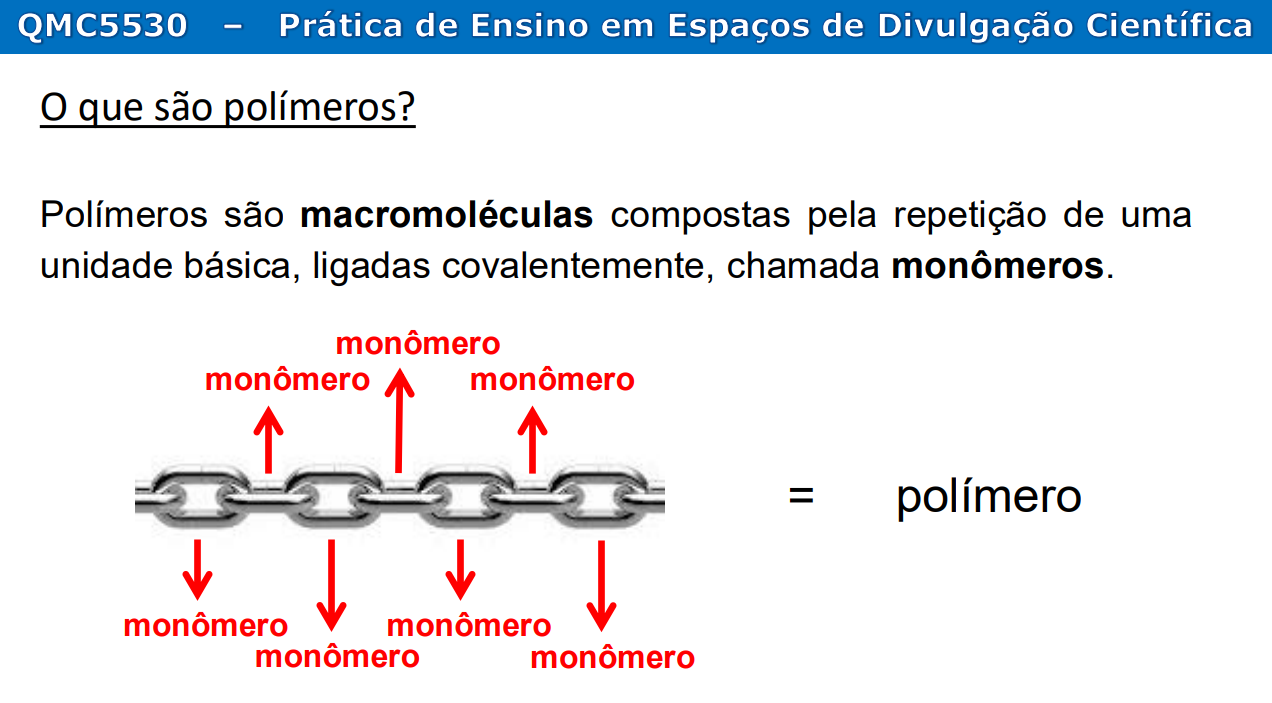 QMC5530 – Prática de Ensino em Espaços de Divulgação Científica
O que são polímeros?
Polímeros são macromoléculas compostas pela repetição de uma
unidade básica, ligadas covalentemente, chamada monômeros.
monômero
monômero monômero
= polímero
monômero monômero
monômero monômero